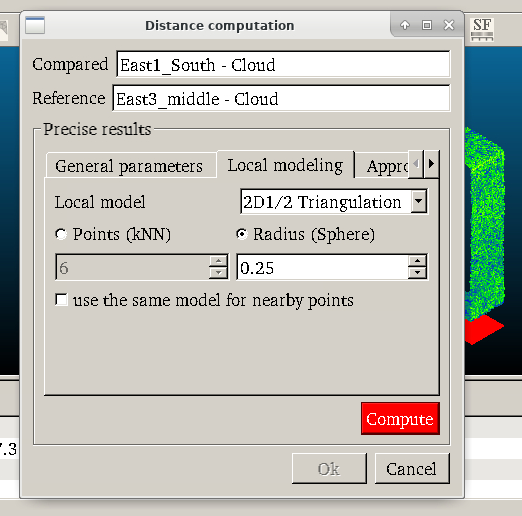 Distance computation
SF
Compared East1_South - Cloud
Reference East3_middle - Cloud
Precise results
General parameters Local modeling Appro
Local model 2D1/2 Triangulation
Points (kNN) Radius (Sphere)
6 0.25
use the same model for nearby points
Compute
7.3
Ok Cancel